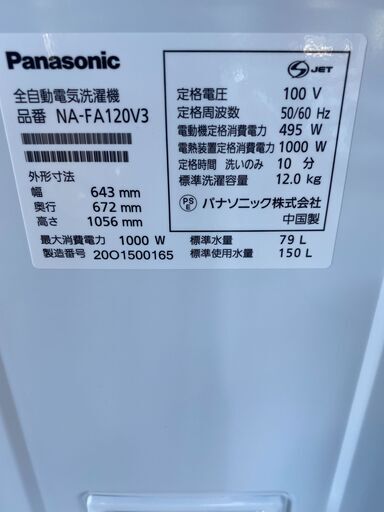 Panasonic
S JET
全自動電気洗濯機
品番 NA-FA120V3
外形寸法
幅 643 mm
奥行 672 mm
高さ 1056 mm
最大消費電力 1000 W
製造番号 20O1500165
定格電圧 100 V
定格周波数 50/60 Hz
電動機定格消費電力 495 W
電熱装置定格消費電力 1000 W
定格時間 洗いのみ 10 分
標準洗濯容量 12.0 kg
PS E パナソニック株式会社
中国製
標準水量 79 L
標準使用水量 150 L